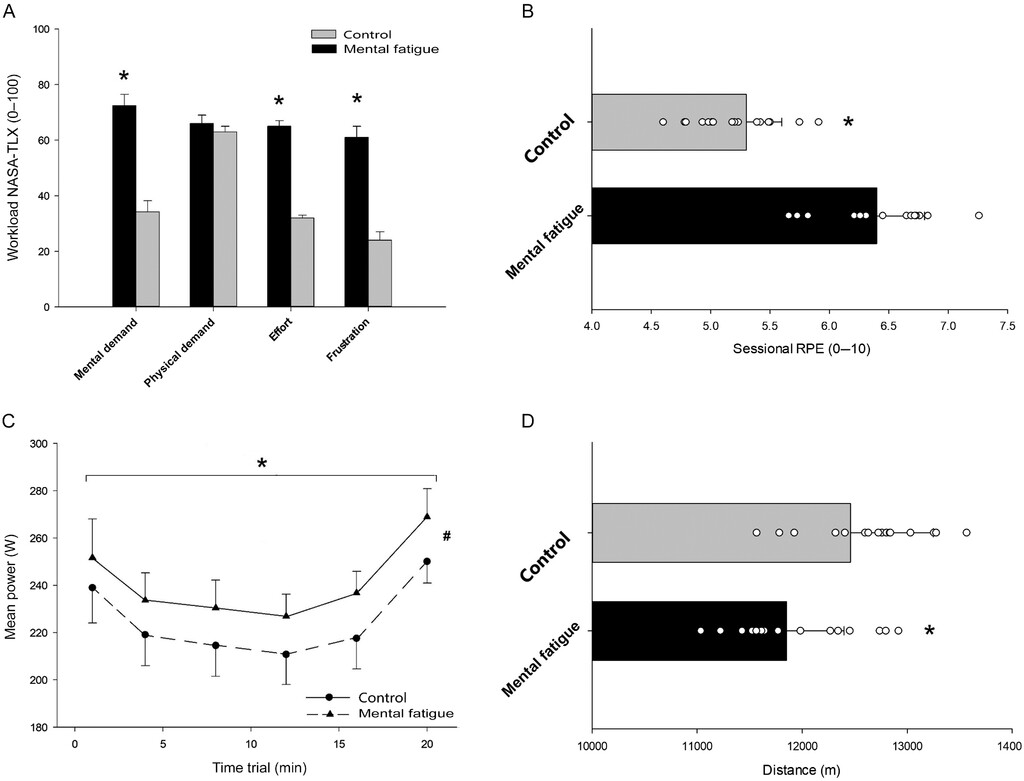 A
Control
Mental fatigue
100
80
60
40
20
0
Workload NASA-TLX (0–100)
*
*
*
Mental demand
Physical demand
Effort
Frustration
B
Control
Mental fatigue
*
4.0 4.5 5.0 5.5 6.0 6.5 7.0 7.5
Sessional RPE (0–10)
C
300
280
260
240
220
200
180
Mean power (W)
*
#
Control
Mental fatigue
0 5 10 15 20
Time trial (min)
D
Control
Mental fatigue
*
10000 11000 12000 13000 1400
Distance (m)